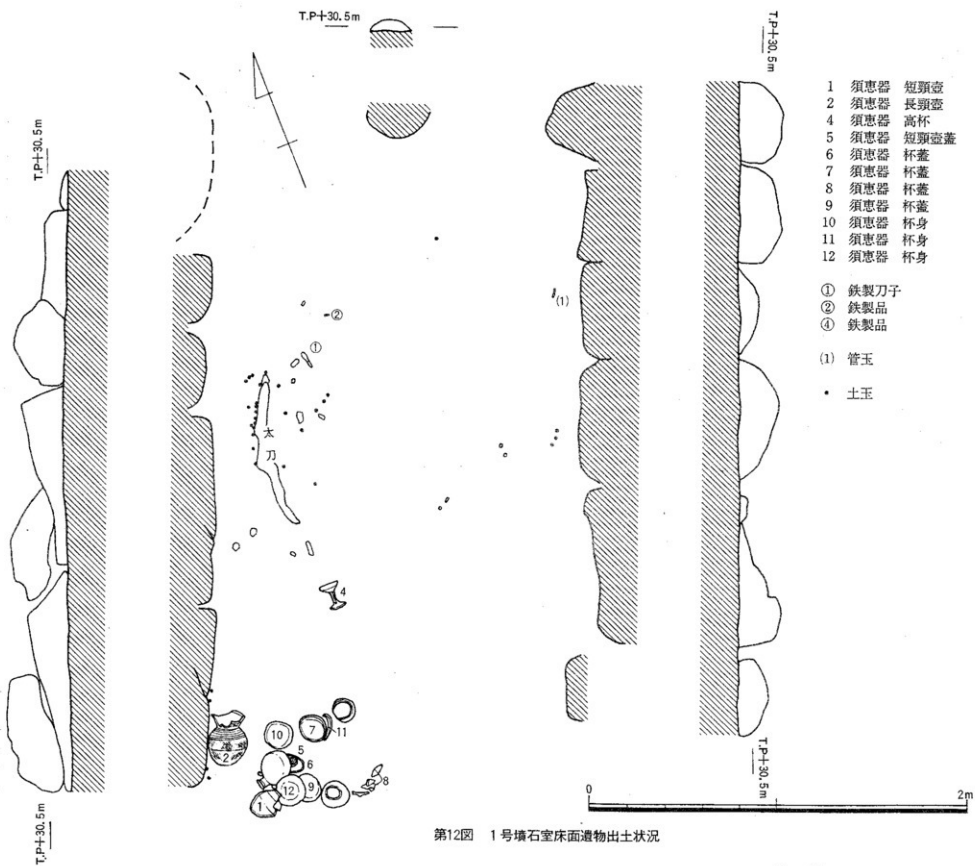 T.P+30.5m
T.P+30.5m
T.P+30.5m
1 須恵器 短頸壺
2 須恵器 長頸壺
4 須恵器 高杯
5 須恵器 短頸壺蓋
6 須恵器 杯蓋
7 須恵器 杯蓋
8 須恵器 杯蓋
9 須恵器 杯蓋
10 須恵器 杯身
11 須恵器 杯身
12 須恵器 杯身
① 鉄製刀子
② 鉄製品
④ 鉄製品
(1) 管玉
• 土玉
(1)
②
①
太刀
4
2
10
7
11
5
6
12
9
1
8
T.P+30.5m
T.P+30.5m
0 2m
第12図 1号墳石室床面遺物出土状況